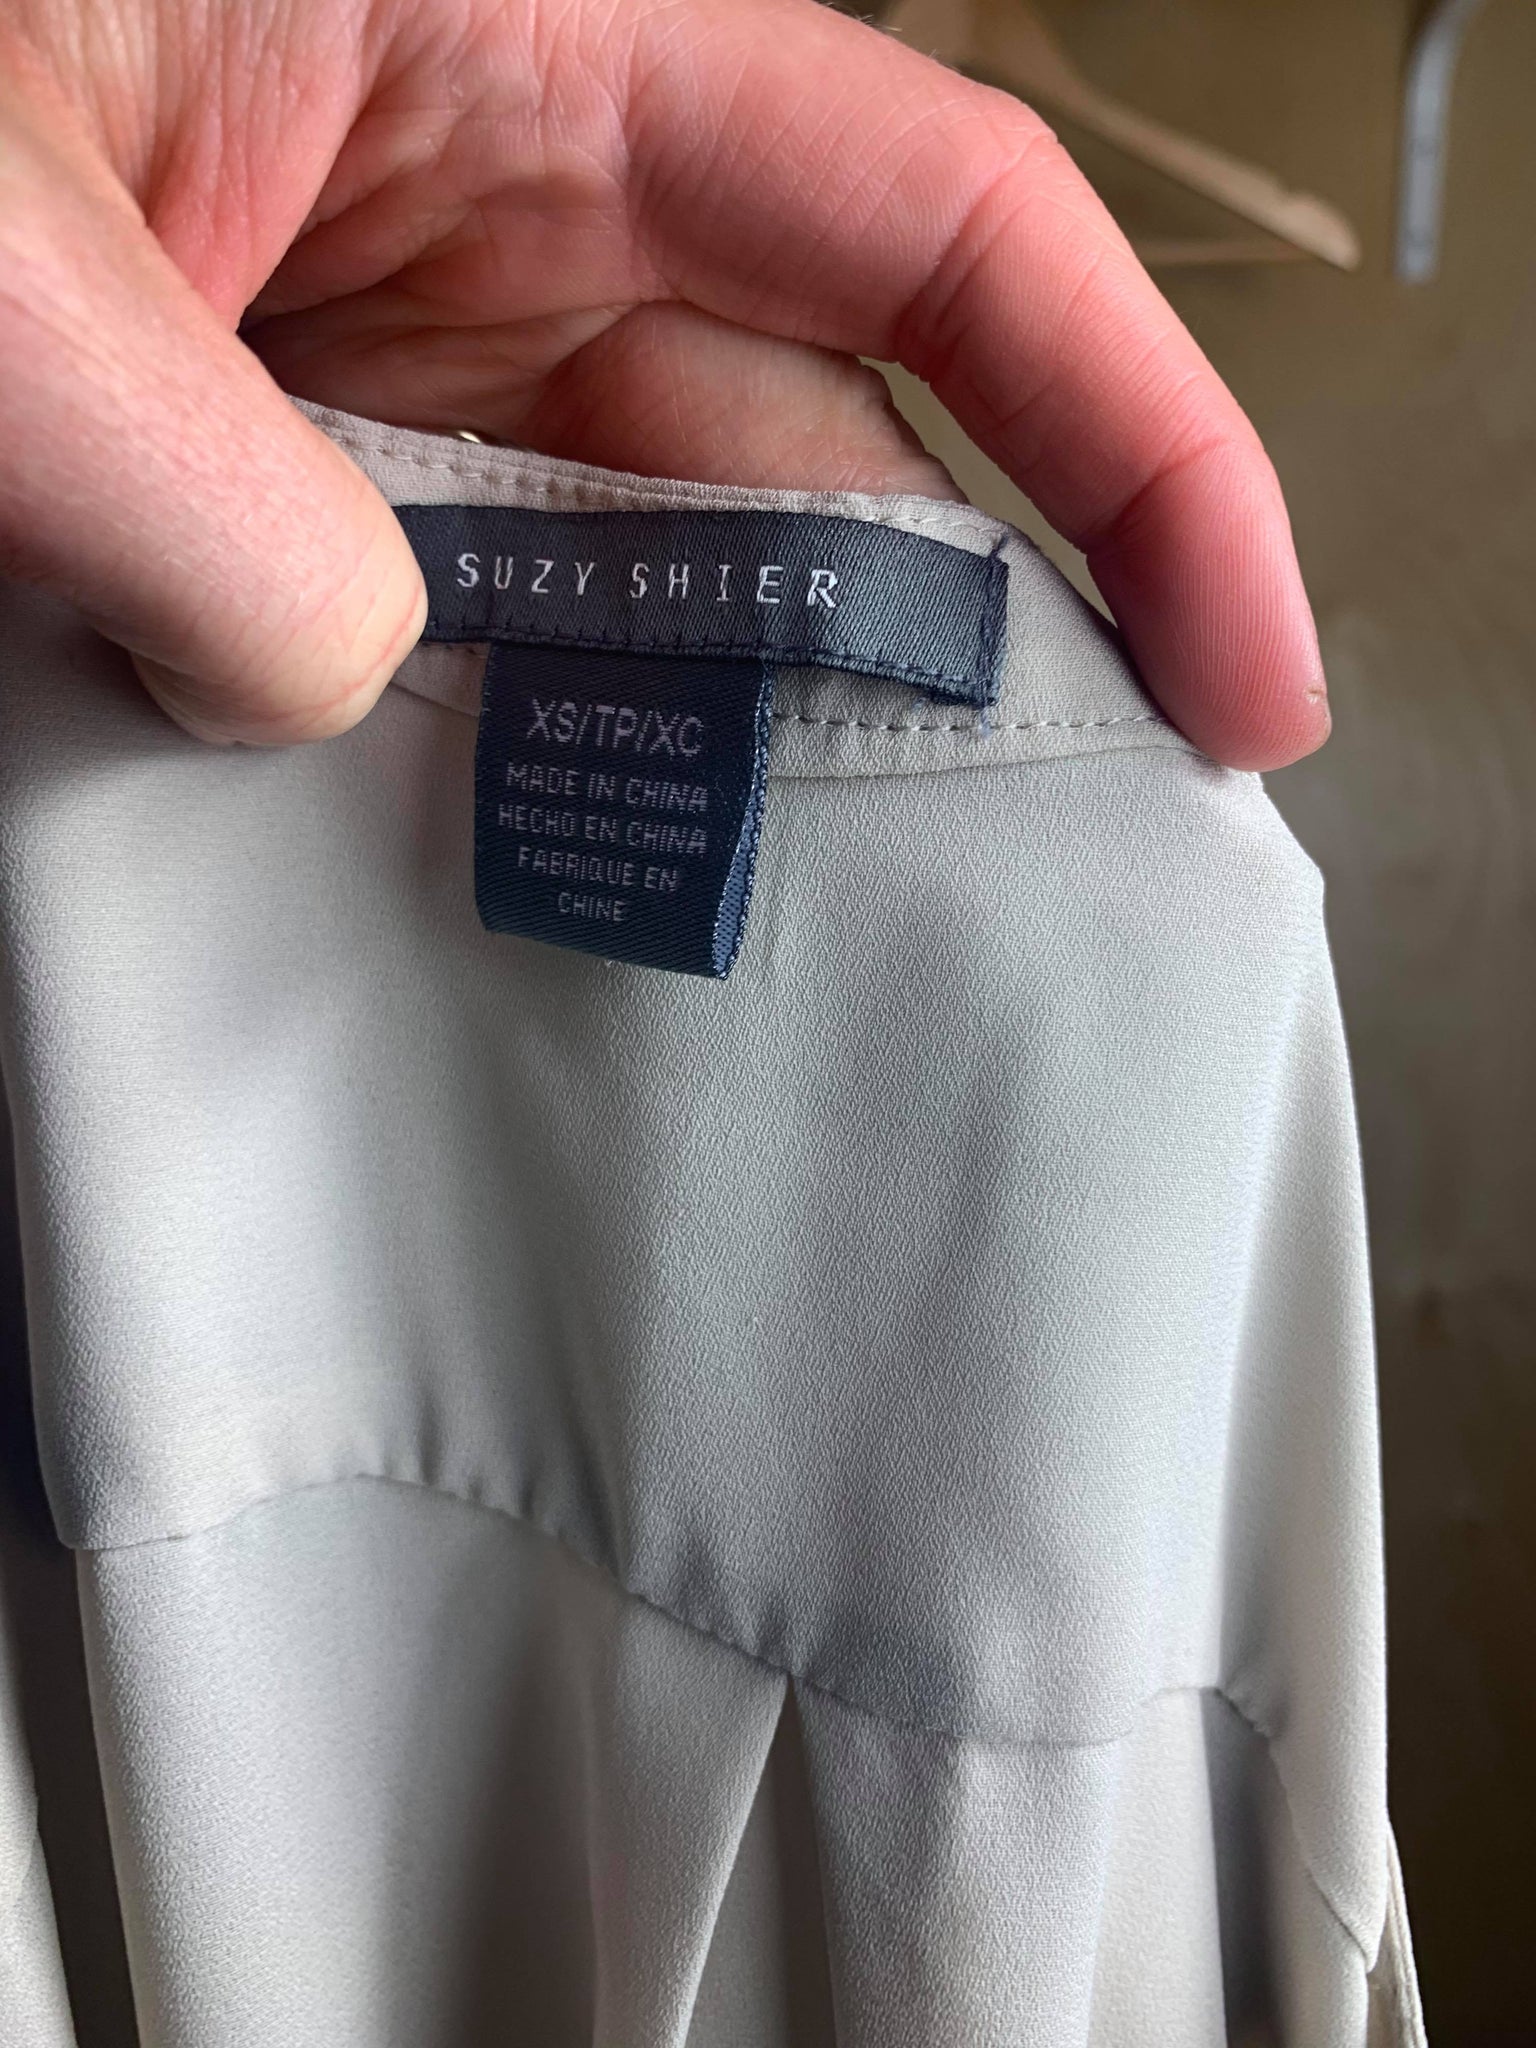 SUZY SHIER
XS/TP/XC
MADE IN CHINA
HECHO EN CHINA
FABRIQUE EN
CHINE